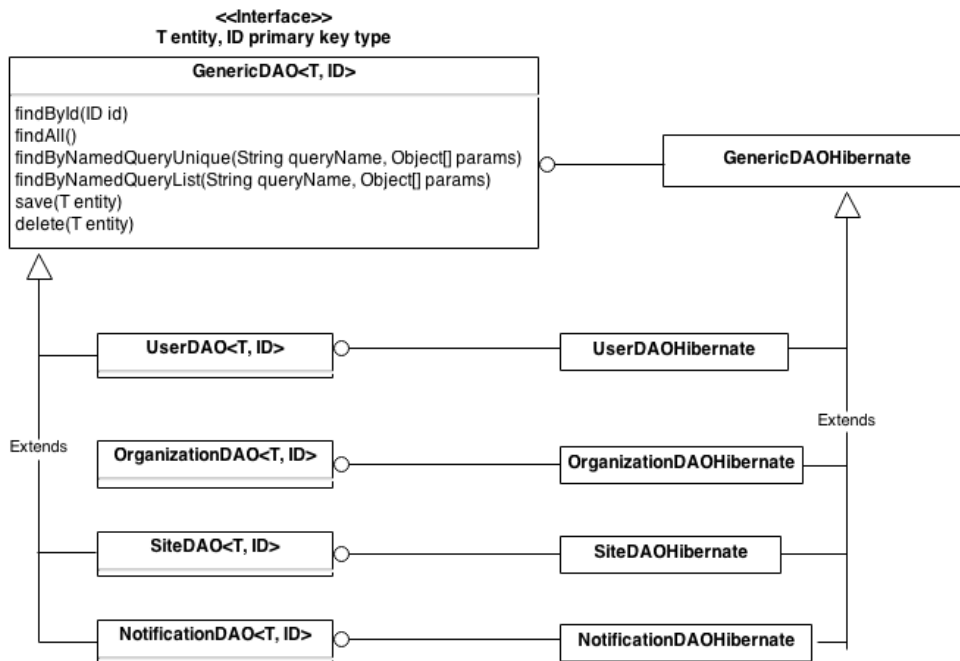 <<Interface>>
T entity, ID primary key type
GenericDAO<T, ID>
findById(ID id)
findAll()
findByNamedQueryUnique(String queryName, Object[] params)
findByNamedQueryList(String queryName, Object[] params)
save(T entity)
delete(T entity)
GenericDAOHibernate
UserDAO<T, ID>
UserDAOHibernate
Extends
Extends
OrganizationDAO<T, ID>
OrganizationDAOHibernate
SiteDAO<T, ID>
SiteDAOHibernate
NotificationDAO<T, ID>
NotificationDAOHibernate